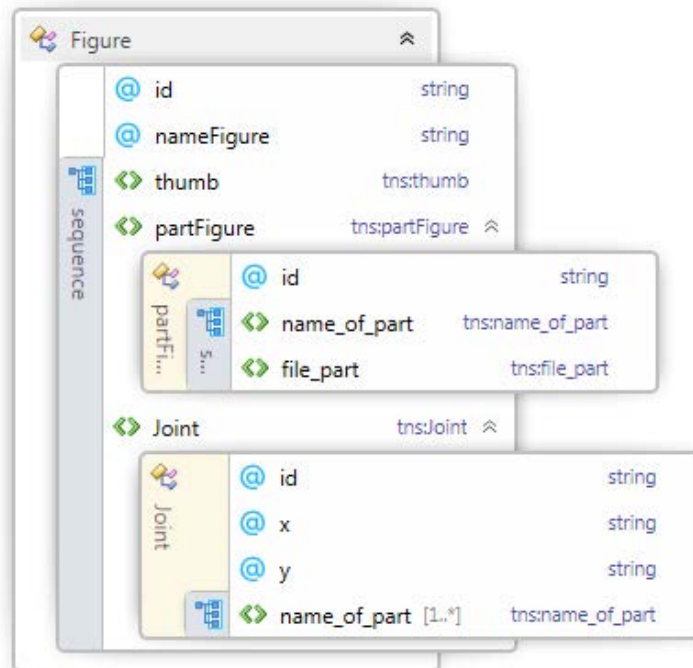 Figure
id string
nameFigure string
thumb tns:thumb
sequence
partFigure tns:partFigure
partFi...
s...
id string
name_of_part tns:name_of_part
file_part tns:file_part
Joint tns:Joint
Joint
id string
x string
y string
name_of_part [1..*] tns:name_of_part